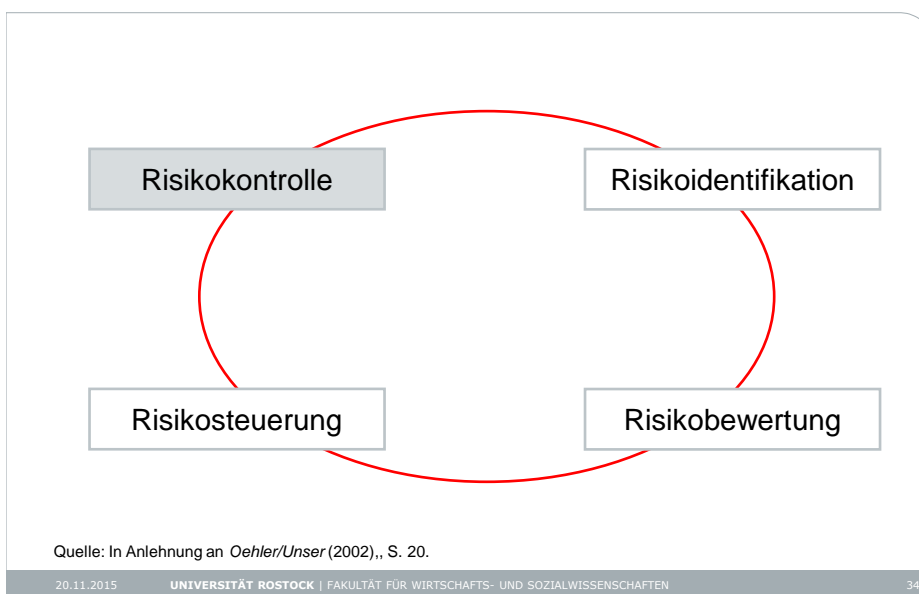 Risikokontrolle
Risikoidentifikation
Risikosteuerung
Risikobewertung
Quelle: In Anlehnung an Oehler/Unser (2002),, S. 20.
20.11.2015 UNIVERSITÄT ROSTOCK | FAKULTÄT FÜR WIRTSCHAFTS- UND SOZIALWISSENSCHAFTEN 34